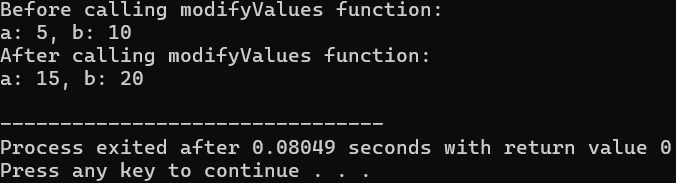 Before calling modifyValues function:
a: 5, b: 10
After calling modifyValues function:
a: 15, b: 20
--------------------------------
Process exited after 0.08049 seconds with return value 0
Press any key to continue . . .